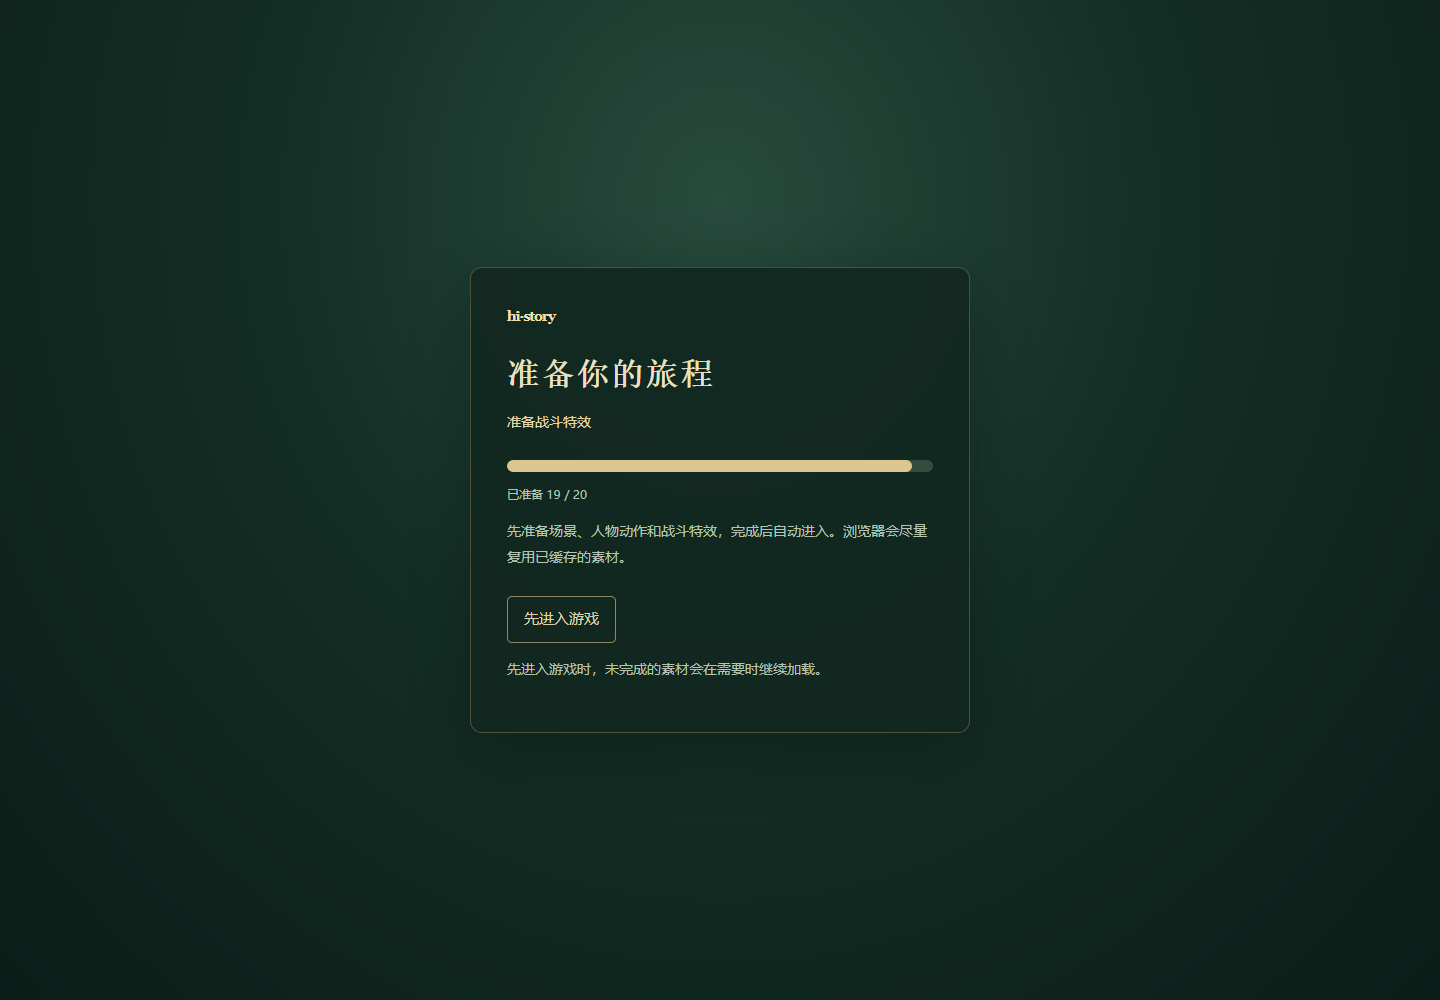 hi·story
准备你的旅程
准备战斗特效
已准备 19 / 20
先准备场景、人物动作和战斗特效，完成后自动进入。浏览器会尽量
复用已缓存的素材。
先进入游戏
先进入游戏时，未完成的素材会在需要时继续加载。